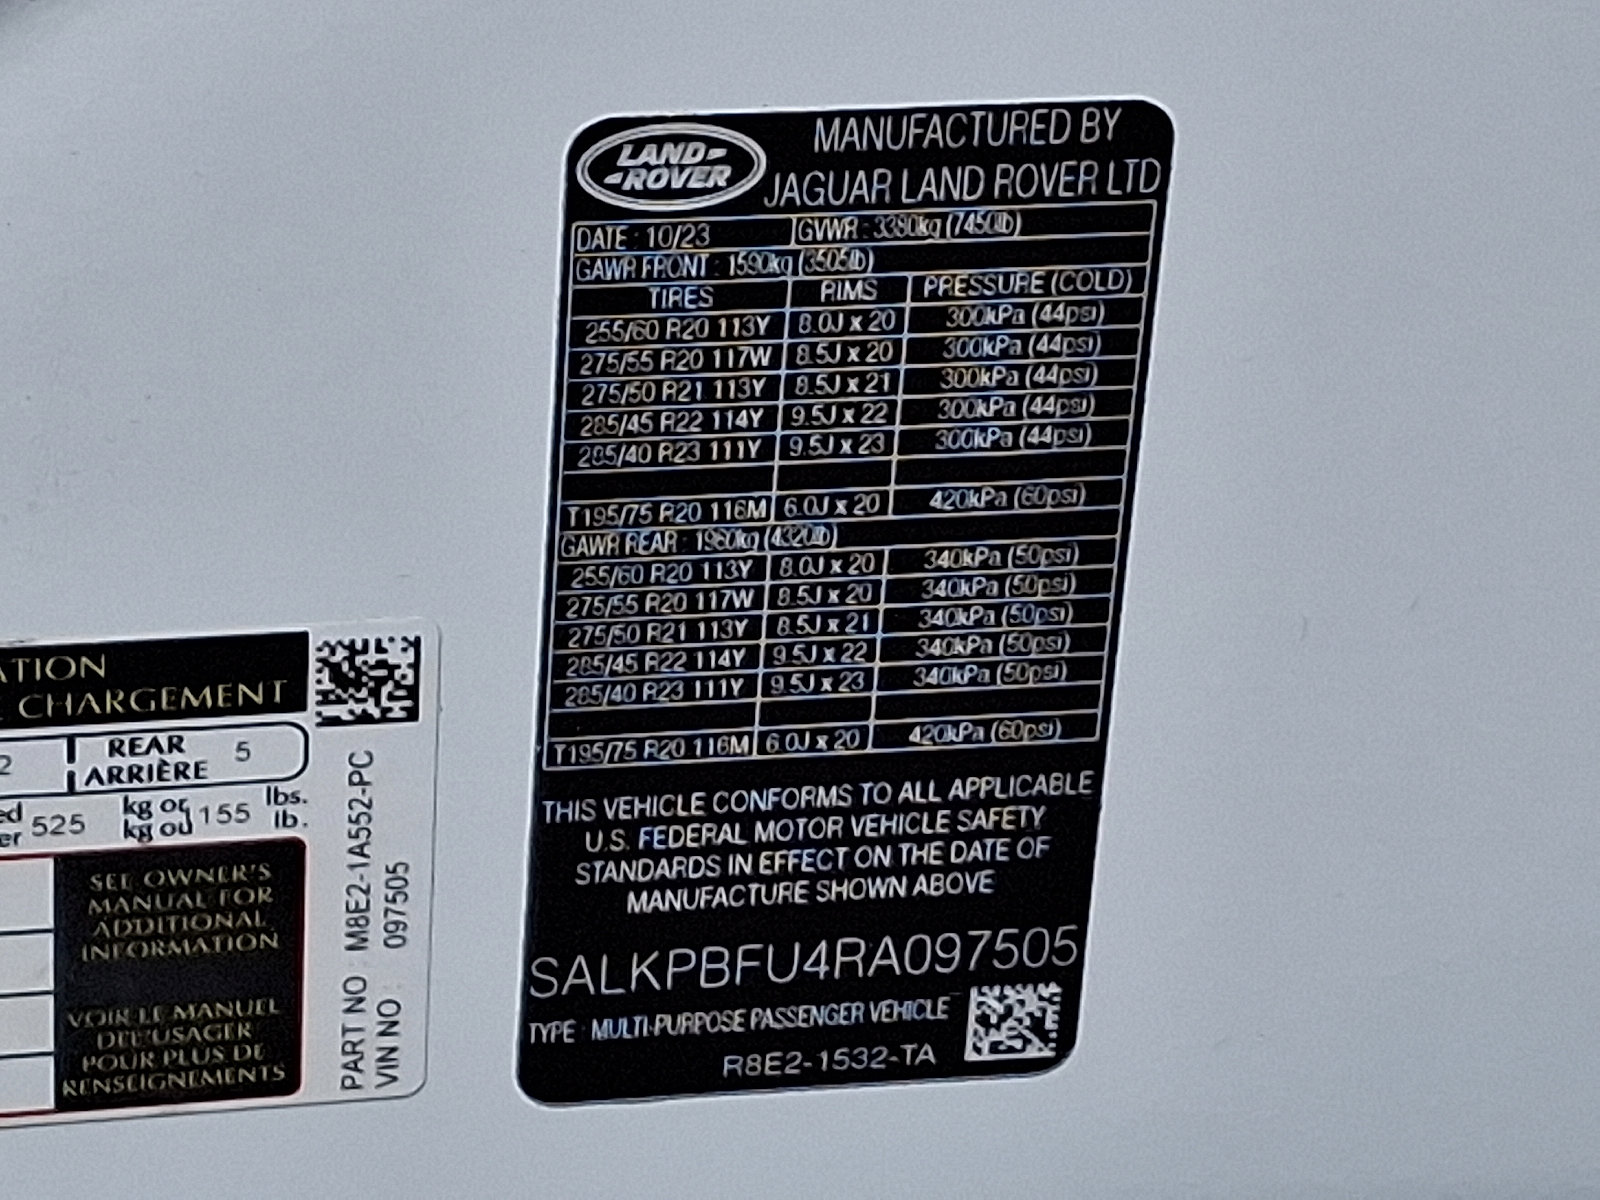 LAND-
-ROVER
MANUFACTURED BY
JAGUAR LAND ROVER LTD
DATE : 10/23 GVWR : 3380kg (7450lb)
GAWR FRONT : 1590kg (3505lb)
TIRES RIMS PRESSURE (COLD)
255/60 R20 113Y 8.0J x 20 300kPa (44psi)
275/55 R20 117W 8.5J x 20 300kPa (44psi)
275/50 R21 113Y 8.5J x 21 300kPa (44psi)
285/45 R22 114Y 9.5J x 22 300kPa (44psi)
285/40 R23 111Y 9.5J x 23 300kPa (44psi)
T195/75 R20 116M 6.0J x 20 420kPa (60psi)
GAWR REAR : 1960kg (4320lb)
255/60 R20 113Y 8.0J x 20 340kPa (50psi)
275/55 R20 117W 8.5J x 20 340kPa (50psi)
275/50 R21 113Y 8.5J x 21 340kPa (50psi)
285/45 R22 114Y 9.5J x 22 340kPa (50psi)
285/40 R23 111Y 9.5J x 23 340kPa (50psi)
T195/75 R20 116M 6.0J x 20 420kPa (60psi)
THIS VEHICLE CONFORMS TO ALL APPLICABLE
U.S. FEDERAL MOTOR VEHICLE SAFETY
STANDARDS IN EFFECT ON THE DATE OF
MANUFACTURE SHOWN ABOVE
SALKPBFU4RA097505
TYPE : MULTI-PURPOSE PASSENGER VEHICLE
R8E2-1532-TA
ATION
CHARGEMENT
2 REAR 5
ARRIÈRE
ed 525 kg or 1155 lbs.
er kg ou lb.
SEE OWNER'S
MANUAL FOR
ADDITIONAL
INFORMATION
VOIR LE MANUEL
DE L'USAGER
POUR PLUS DE
RENSEIGNEMENTS
PART NO : M8E2-1A552-PC
VIN NO : 097505